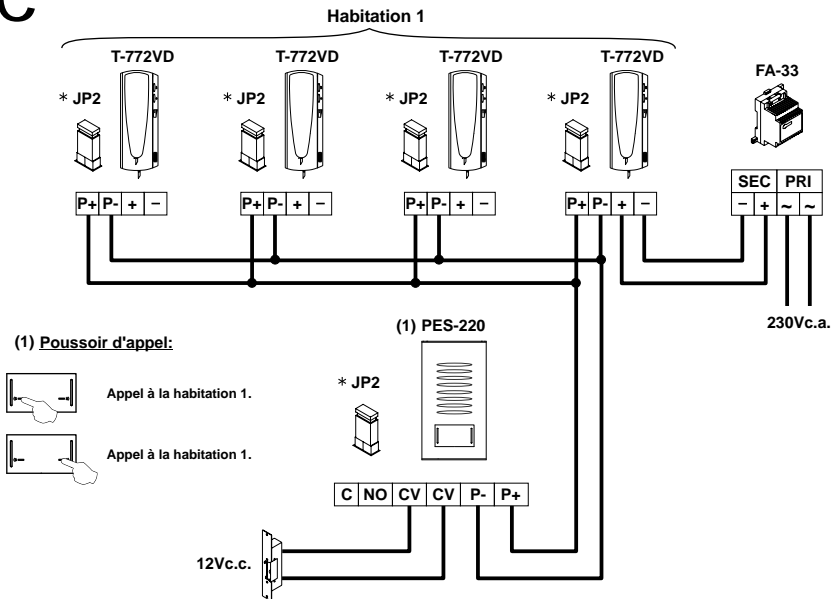 C
Habitation 1
T-772VD T-772VD T-772VD T-772VD
FA-33
* JP2 * JP2 * JP2 * JP2
SEC PRI
P+ P- + – P+ P- + – P+ P- + – P+ P- + – – + ~ ~
230Vc.a.
(1) PES-220
(1) Poussoir d'appel:
* JP2
Appel à la habitation 1.
Appel à la habitation 1.
C NO CV CV P- P+
12Vc.c.